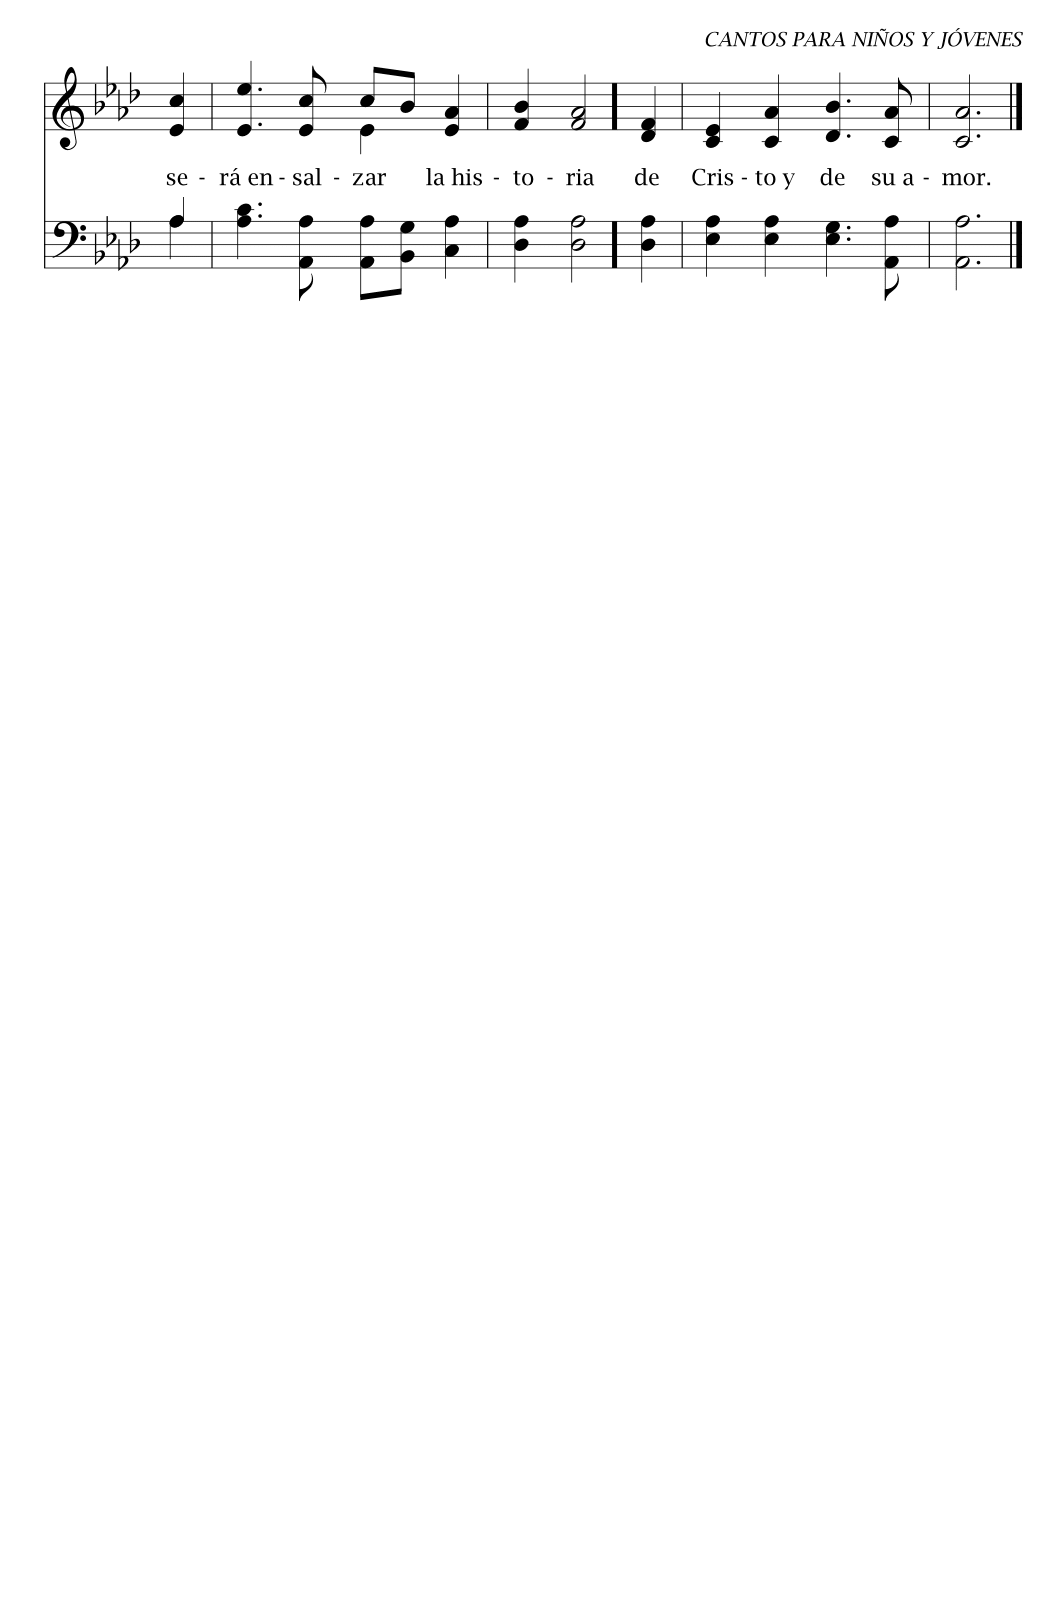 CANTOS PARA NIÑOS Y JÓVENES
se - rá en - sal - zar la his - to - ria de Cris - to y de su a - mor.